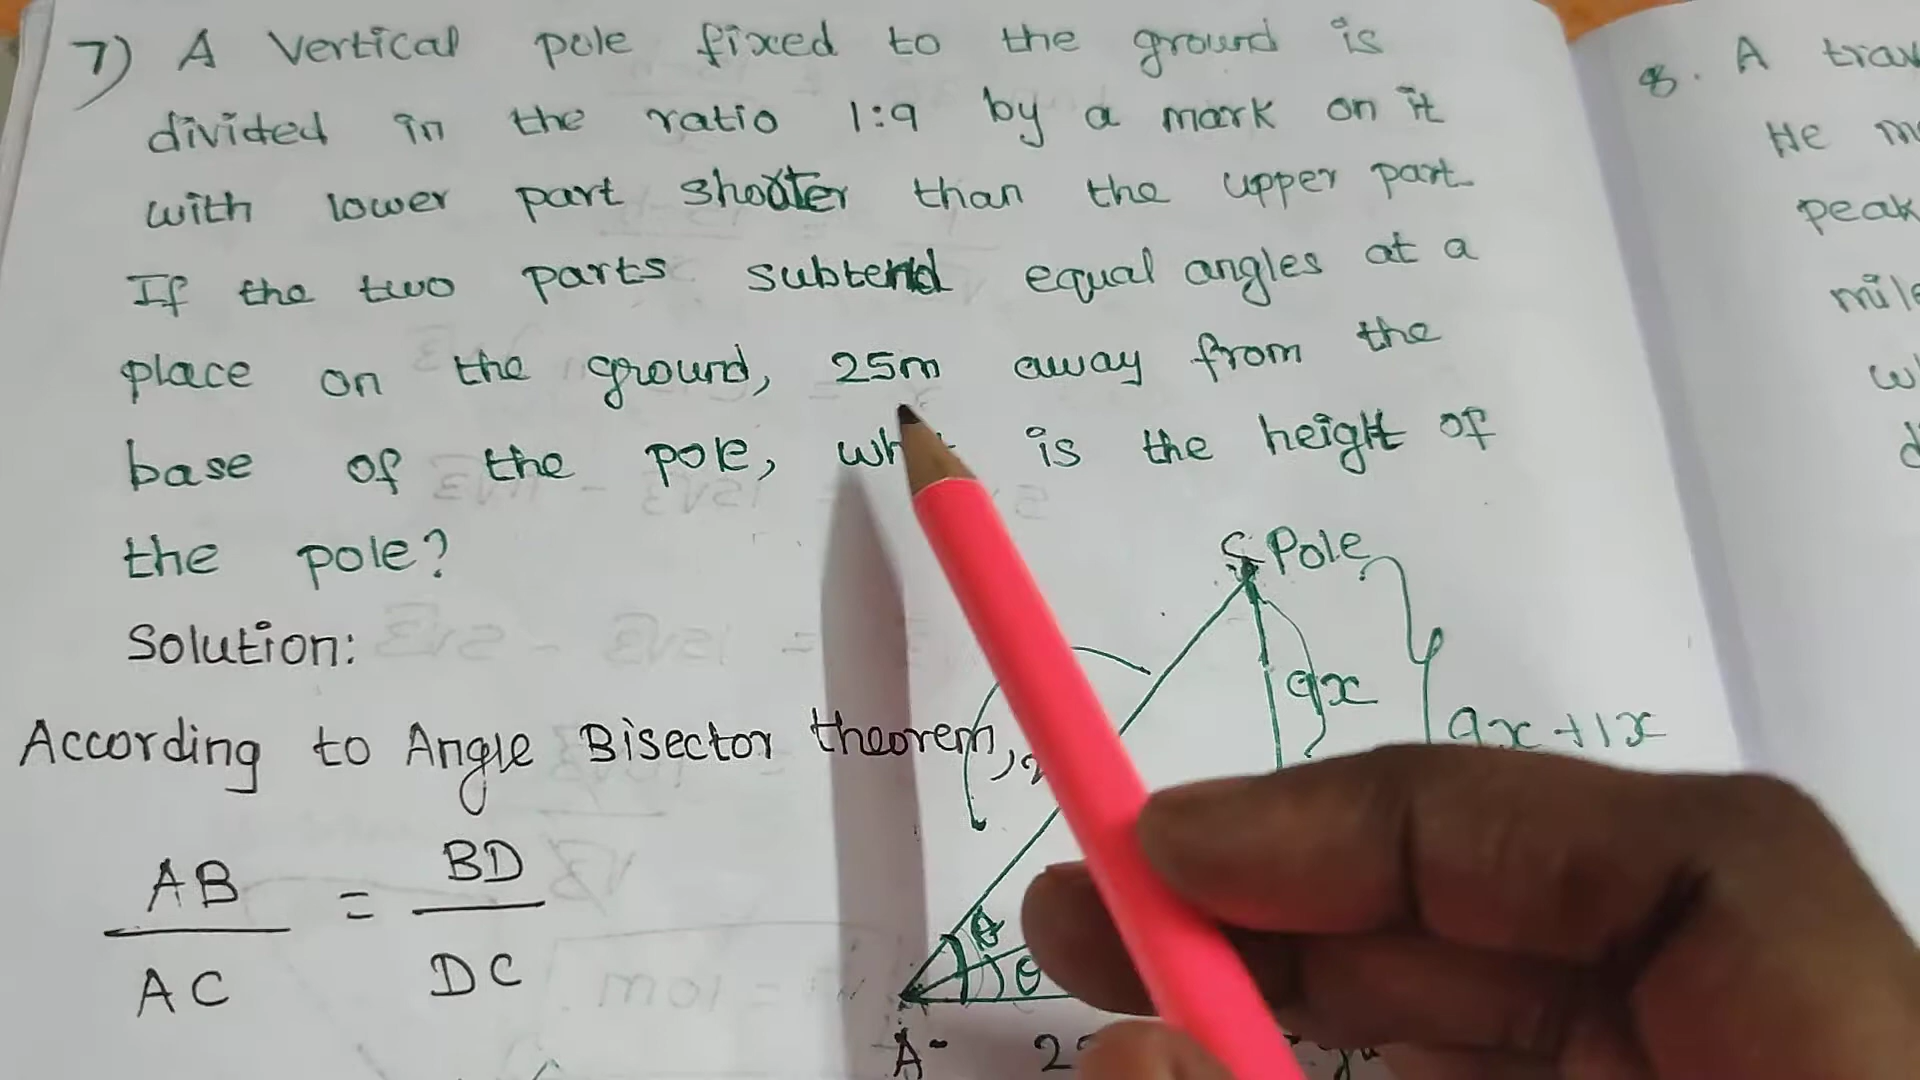 7) A Vertical pole fixed to the ground is
divided in the ratio 1:9 by a mark on it
with lower part shorter than the upper part.
If the two parts subtend equal angles at a
place on the ground, 25m away from the
base of the pole, is the height of
the pole?
Solution:
According to Angle Bisector theorem,
AB
AC
=
BD
DC
C Pole
9x
9x + 1x
θ
θ
A
8. A
He
peak